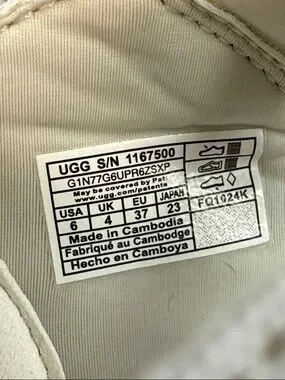 UGG S/N 1167500
G1N77G6UPR6ZSXP
May be covered by Pat:
www.ugg.com/patents
USA UK EU JAPAN
6 4 37 23
FQ1024K
Made in Cambodia
Fabriqué au Cambodge
Hecho en Camboya